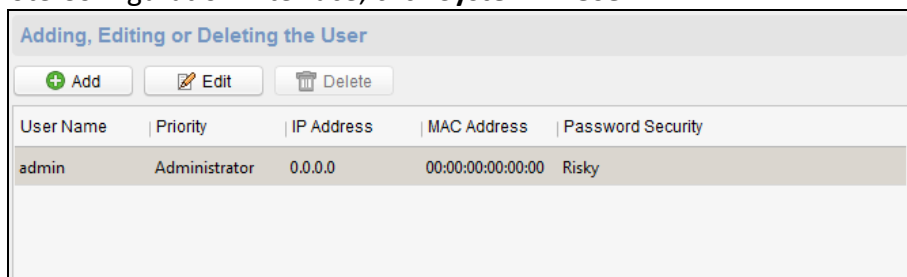 Adding, Editing or Deleting the User
Add Edit Delete
User Name Priority IP Address MAC Address Password Security
admin Administrator 0.0.0.0 00:00:00:00:00:00 Risky